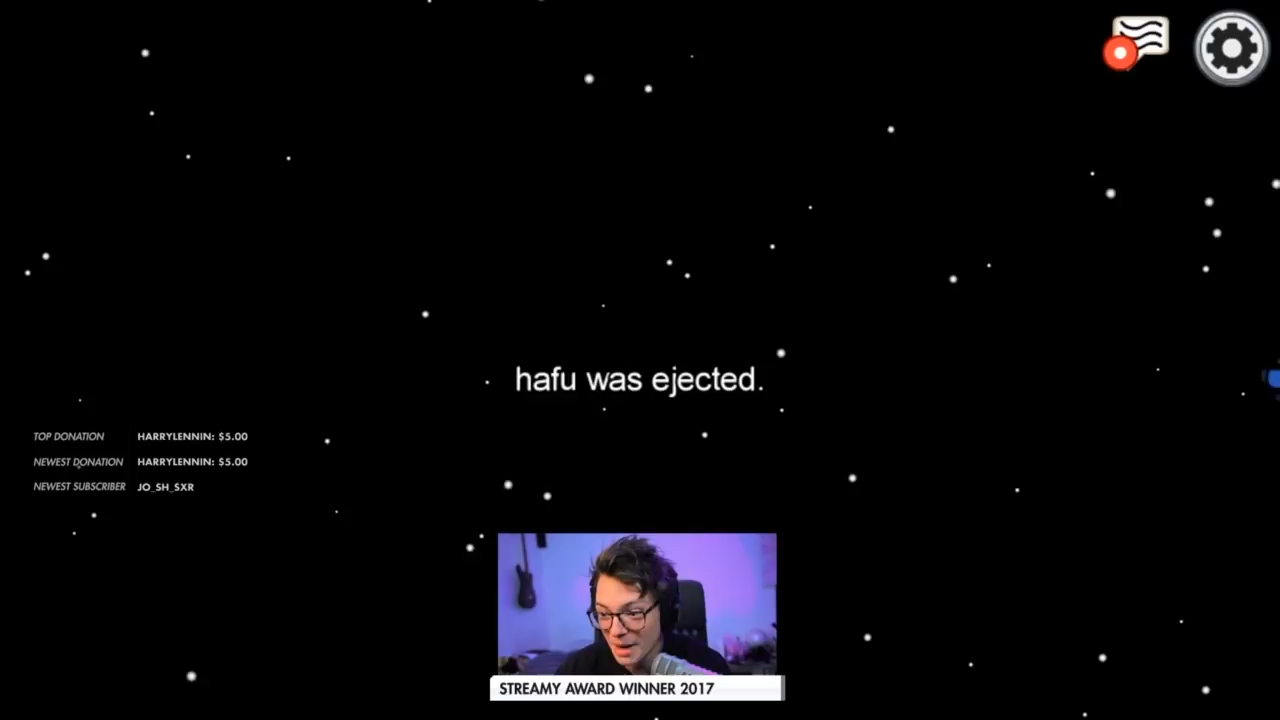 hafu was ejected.
TOP DONATION HARRYLENNIN: $5.00
NEWEST DONATION HARRYLENNIN: $5.00
NEWEST SUBSCRIBER JO_SH_SXR
STREAMY AWARD WINNER 2017